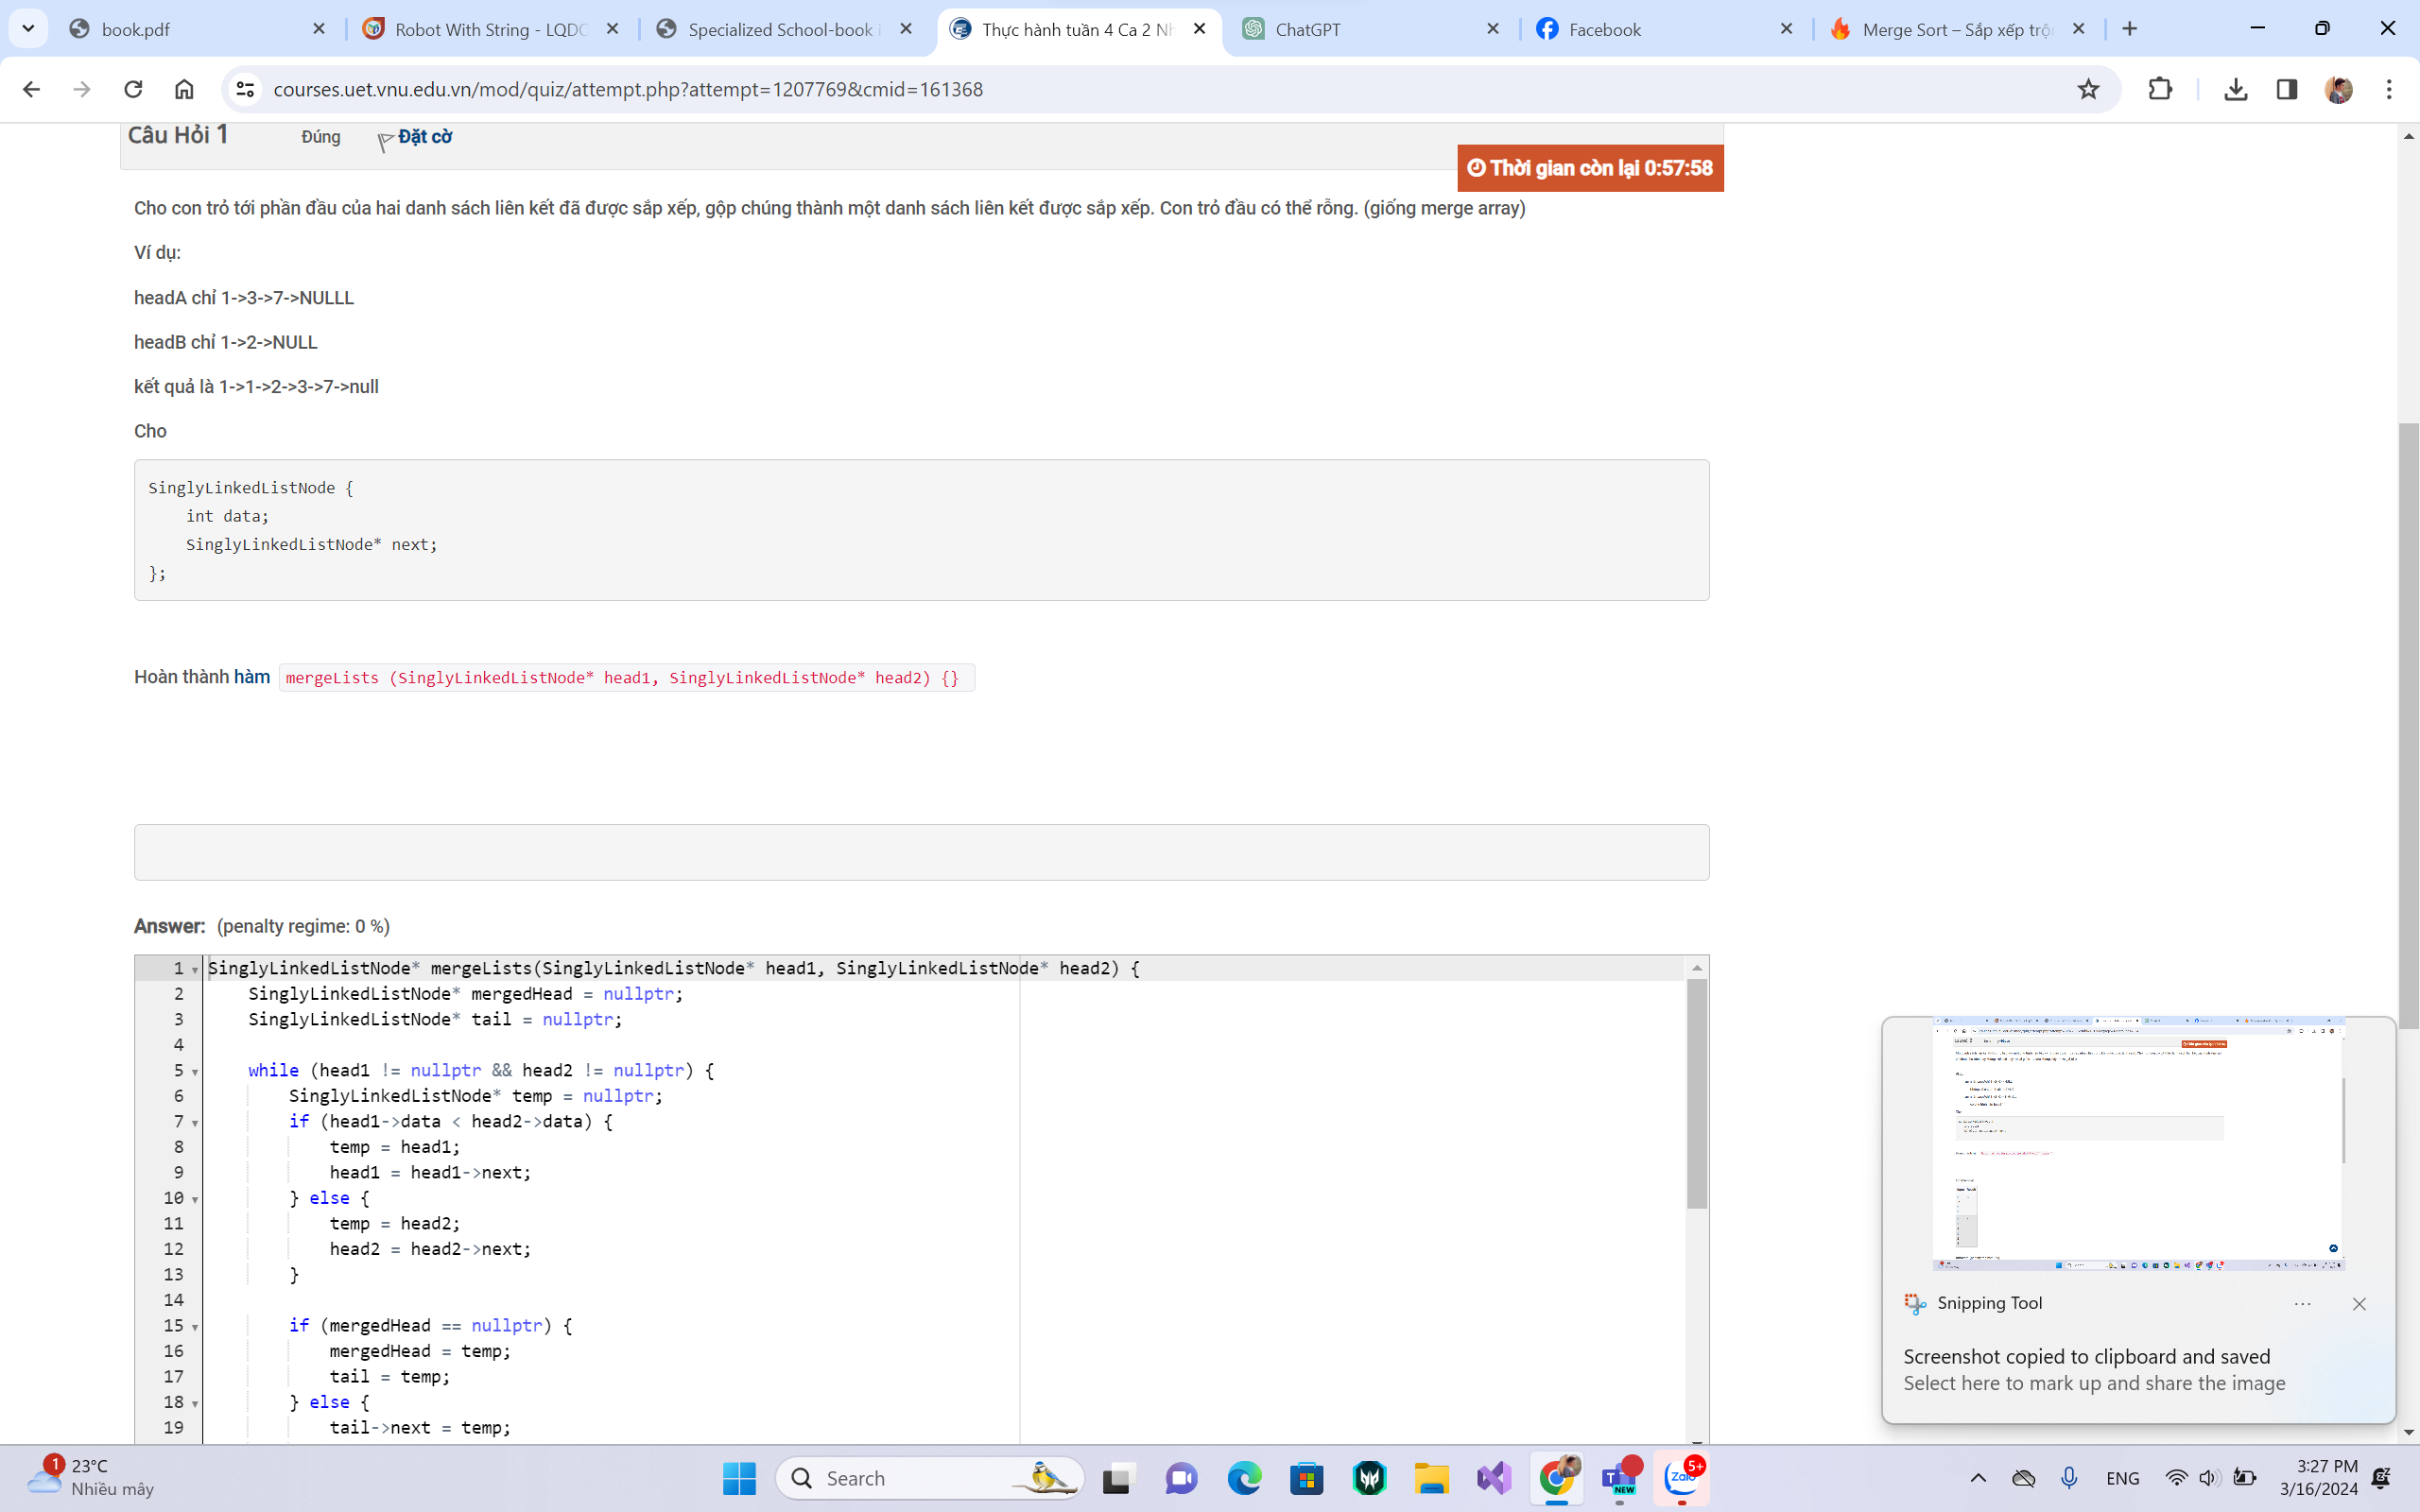 book.pdf
Robot With String - LQDO
Specialized School-book i
Thực hành tuần 4 Ca 2 Nh
ChatGPT
Facebook
Merge Sort – Sắp xếp trộn
courses.uet.vnu.edu.vn/mod/quiz/attempt.php?attempt=1207769&cmid=161368
Câu Hỏi 1
Đúng
Đặt cờ
Thời gian còn lại 0:57:58
Cho con trỏ tới phần đầu của hai danh sách liên kết đã được sắp xếp, gộp chúng thành một danh sách liên kết được sắp xếp. Con trỏ đầu có thể rỗng. (giống merge array)
Ví dụ:
headA chỉ 1->3->7->NULLL
headB chỉ 1->2->NULL
kết quả là 1->1->2->3->7->null
Cho
SinglyLinkedListNode {
int data;
SinglyLinkedListNode* next;
};
Hoàn thành hàm mergeLists (SinglyLinkedListNode* head1, SinglyLinkedListNode* head2) {}
Answer: (penalty regime: 0 %)
1 SinglyLinkedListNode* mergeLists(SinglyLinkedListNode* head1, SinglyLinkedListNode* head2) {
2 SinglyLinkedListNode* mergedHead = nullptr;
3 SinglyLinkedListNode* tail = nullptr;
4
5 while (head1 != nullptr && head2 != nullptr) {
6 SinglyLinkedListNode* temp = nullptr;
7 if (head1->data < head2->data) {
8 temp = head1;
9 head1 = head1->next;
10 } else {
11 temp = head2;
12 head2 = head2->next;
13 }
14
15 if (mergedHead == nullptr) {
16 mergedHead = temp;
17 tail = temp;
18 } else {
19 tail->next = temp;
Snipping Tool
Screenshot copied to clipboard and saved
Select here to mark up and share the image
1
23°C
Nhiều mây
Search
NEW
Zalo
5+
ENG
3:27 PM
3/16/2024